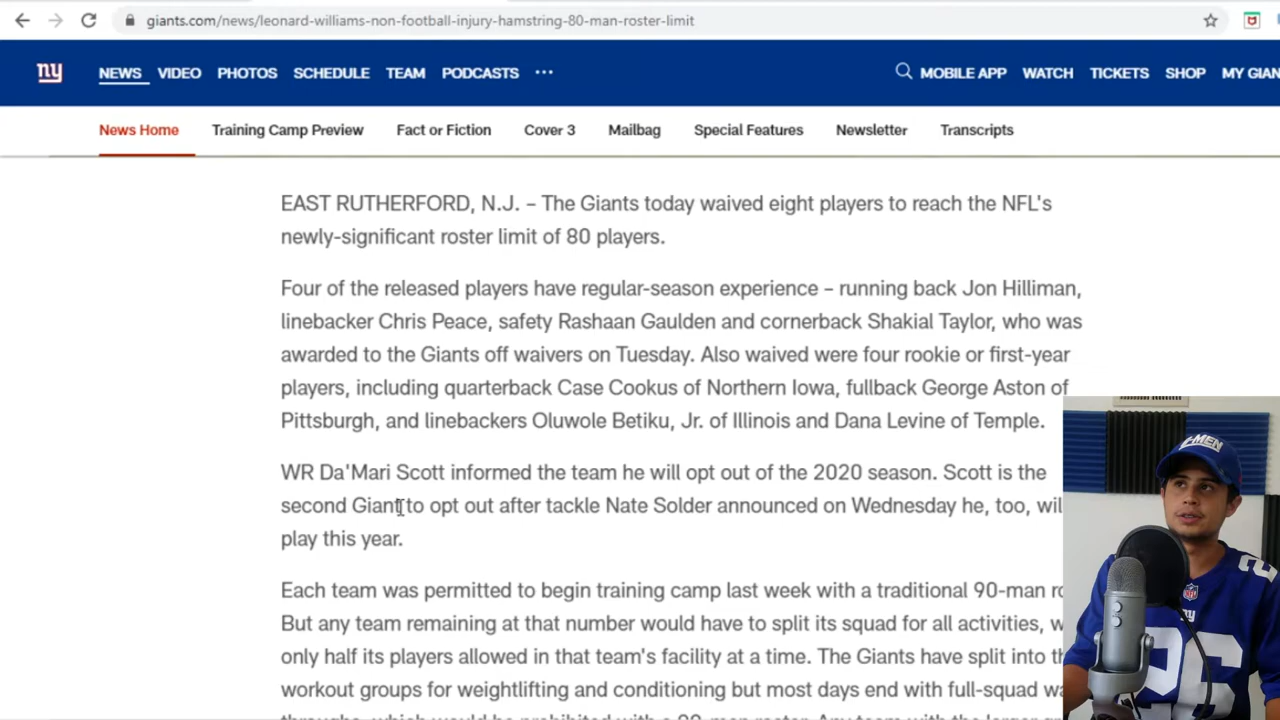 giants.com/news/leonard-williams-non-football-injury-hamstring-80-man-roster-limit
ny NEWS VIDEO PHOTOS SCHEDULE TEAM PODCASTS ••• MOBILE APP WATCH TICKETS SHOP MY GIAN
News Home Training Camp Preview Fact or Fiction Cover 3 Mailbag Special Features Newsletter Transcripts
EAST RUTHERFORD, N.J. – The Giants today waived eight players to reach the NFL's
newly-significant roster limit of 80 players.
Four of the released players have regular-season experience – running back Jon Hilliman,
linebacker Chris Peace, safety Rashaan Gaulden and cornerback Shakial Taylor, who was
awarded to the Giants off waivers on Tuesday. Also waived were four rookie or first-year
players, including quarterback Case Cookus of Northern Iowa, fullback George Aston of
Pittsburgh, and linebackers Oluwole Betiku, Jr. of Illinois and Dana Levine of Temple.
WR Da'Mari Scott informed the team he will opt out of the 2020 season. Scott is the
second Giant to opt out after tackle Nate Solder announced on Wednesday he, too, wil
play this year.
Each team was permitted to begin training camp last week with a traditional 90-man ro
But any team remaining at that number would have to split its squad for all activities, w
only half its players allowed in that team's facility at a time. The Giants have split into th
workout groups for weightlifting and conditioning but most days end with full-squad wa
G-MEN
26
2